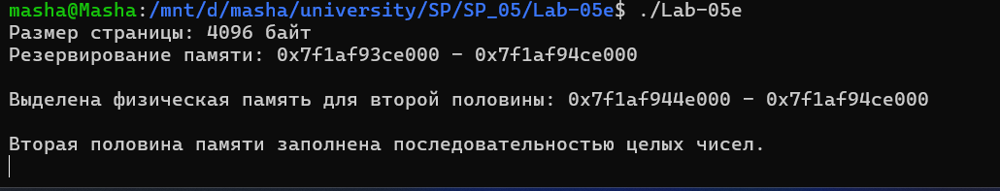 masha@Masha:/mnt/d/masha/university/SP/SP_05/Lab-05e$ ./Lab-05e
Размер страницы: 4096 байт
Резервирование памяти: 0x7f1af93ce000 - 0x7f1af94ce000
Выделена физическая память для второй половины: 0x7f1af944e000 - 0x7f1af94ce000
Вторая половина памяти заполнена последовательностью целых чисел.